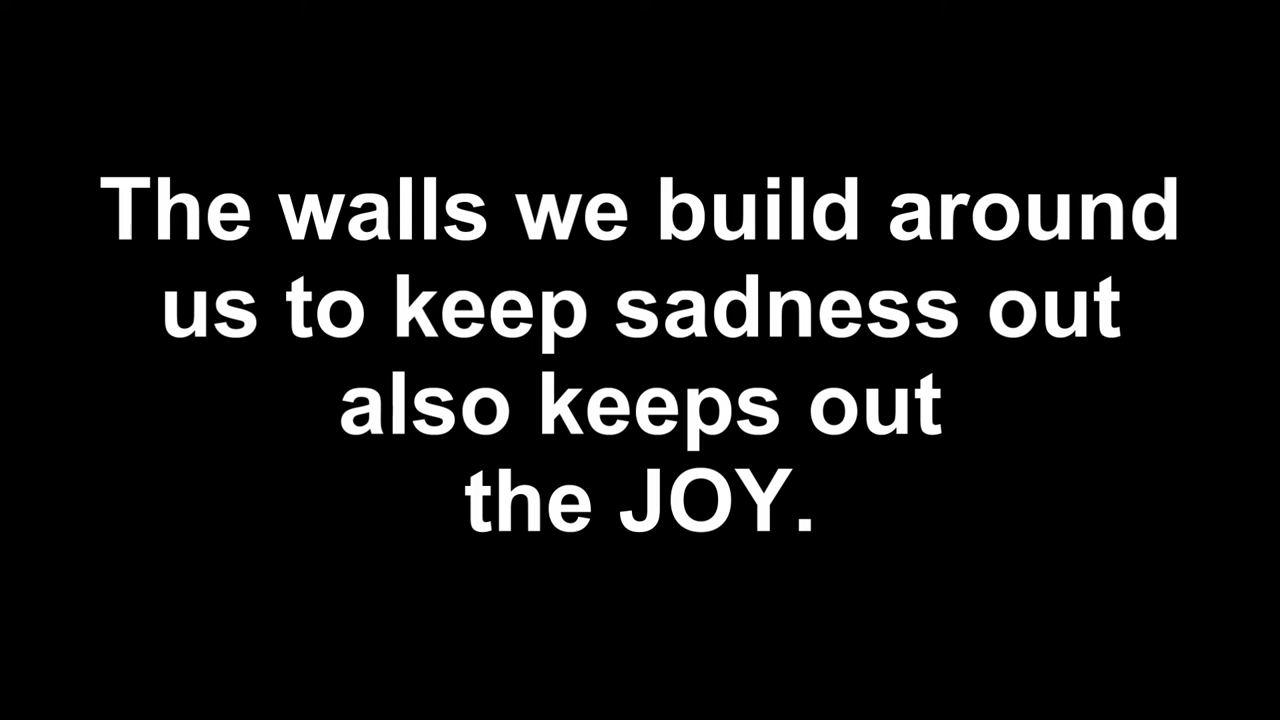 The walls we build around
us to keep sadness out
also keeps out
the JOY.